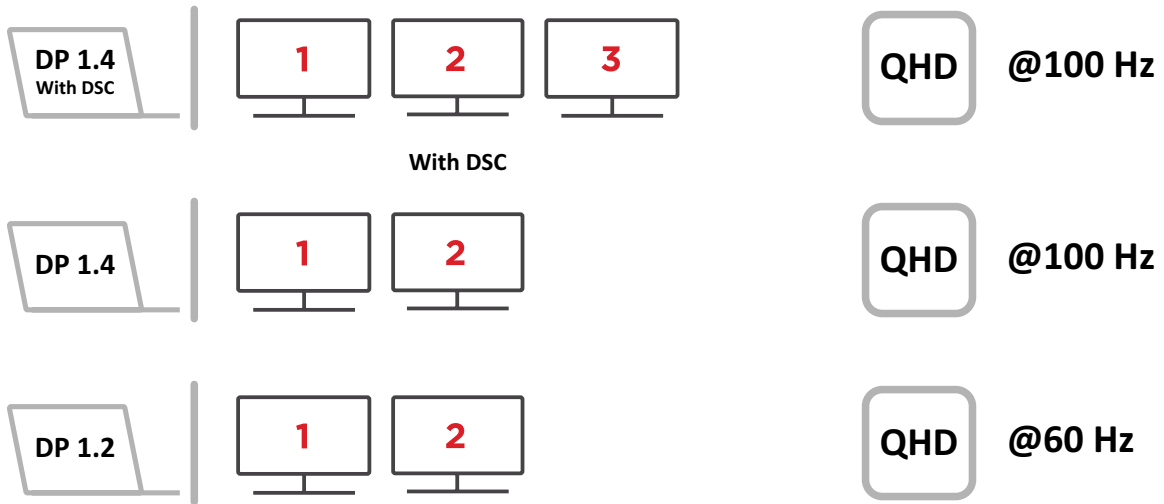 DP 1.4
With DSC
1 2 3
QHD @100 Hz
With DSC
DP 1.4
1 2
QHD @100 Hz
DP 1.2
1 2
QHD @60 Hz